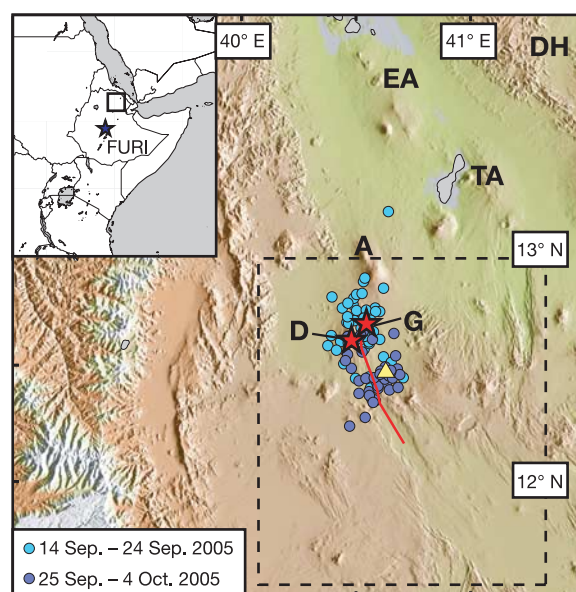 40° E
41° E
DH
EA
FURI
TA
A
13° N
D
G
12° N
14 Sep. – 24 Sep. 2005
25 Sep. – 4 Oct. 2005